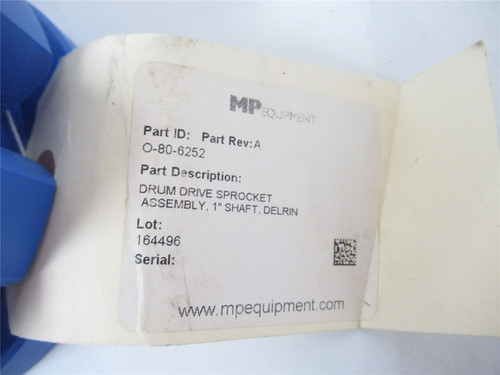 MP EQUIPMENT
Part ID: Part Rev:A
O-80-6252
Part Description:
DRUM DRIVE SPROCKET
ASSEMBLY, 1" SHAFT, DELRIN
Lot:
164496
Serial:
www.mpequipment.com